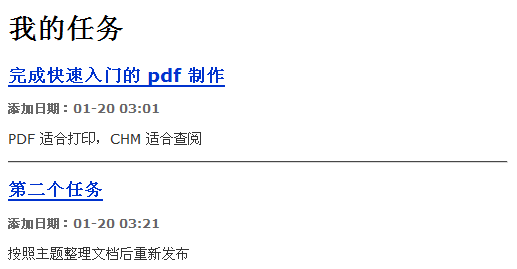 我的任务
完成快速入门的 pdf 制作
添加日期：01-20 03:01
PDF 适合打印，CHM 适合查阅
第二个任务
添加日期：01-20 03:21
按照主题整理文档后重新发布